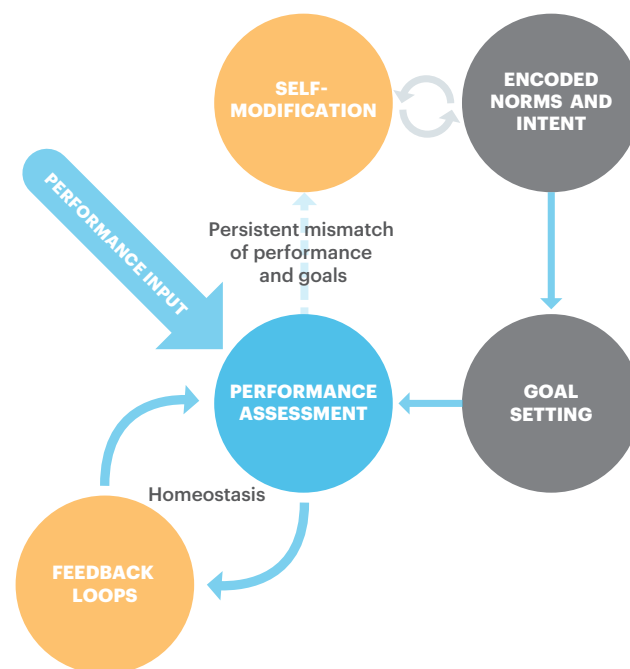 SELF-
MODIFICATION
ENCODED
NORMS AND
INTENT
PERFORMANCE INPUT
Persistent mismatch
of performance
and goals
PERFORMANCE
ASSESSMENT
GOAL
SETTING
Homeostasis
FEEDBACK
LOOPS